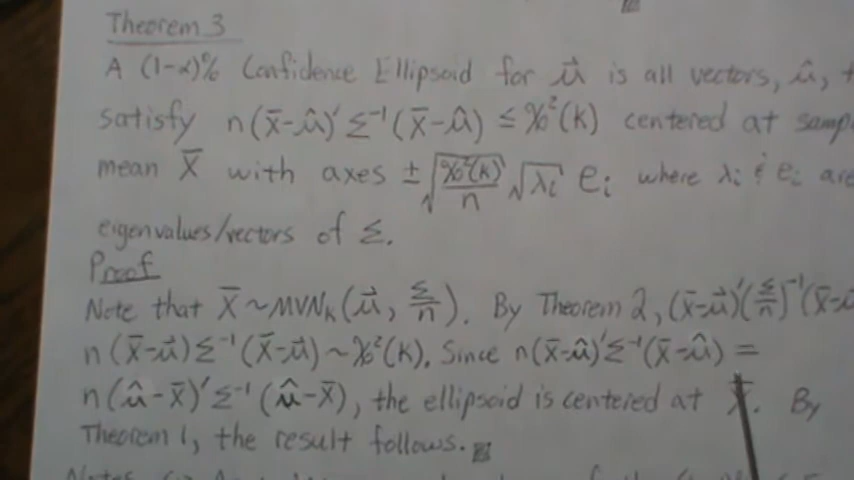 Theorem 3
A (1-α)% Confidence Ellipsoid for μ⃗ is all vectors, μ̂,
satisfy n(x̄-μ̂)' Σ⁻¹(x̄-μ̂) ≤ χ²(k) centered at
mean x̄ with axes ± √(χ²(k)/n) √λᵢ eᵢ where λᵢ & eᵢ are
eigenvalues/vectors of Σ.
Proof
Note that X̄ ~ MVNₖ(μ⃗, Σ/n). By Theorem 2, (x̄-μ⃗)'(Σ/n)⁻¹(x̄-μ⃗
n(x̄-μ⃗)Σ⁻¹(x̄-μ⃗) ~ χ²(k). Since n(x̄-μ̂)'Σ⁻¹(x̄-μ̂) =
n(μ̂-x̄)'Σ⁻¹(μ̂-x̄), the ellipsoid is centered at x̄. By
Theorem 1, the result follows.